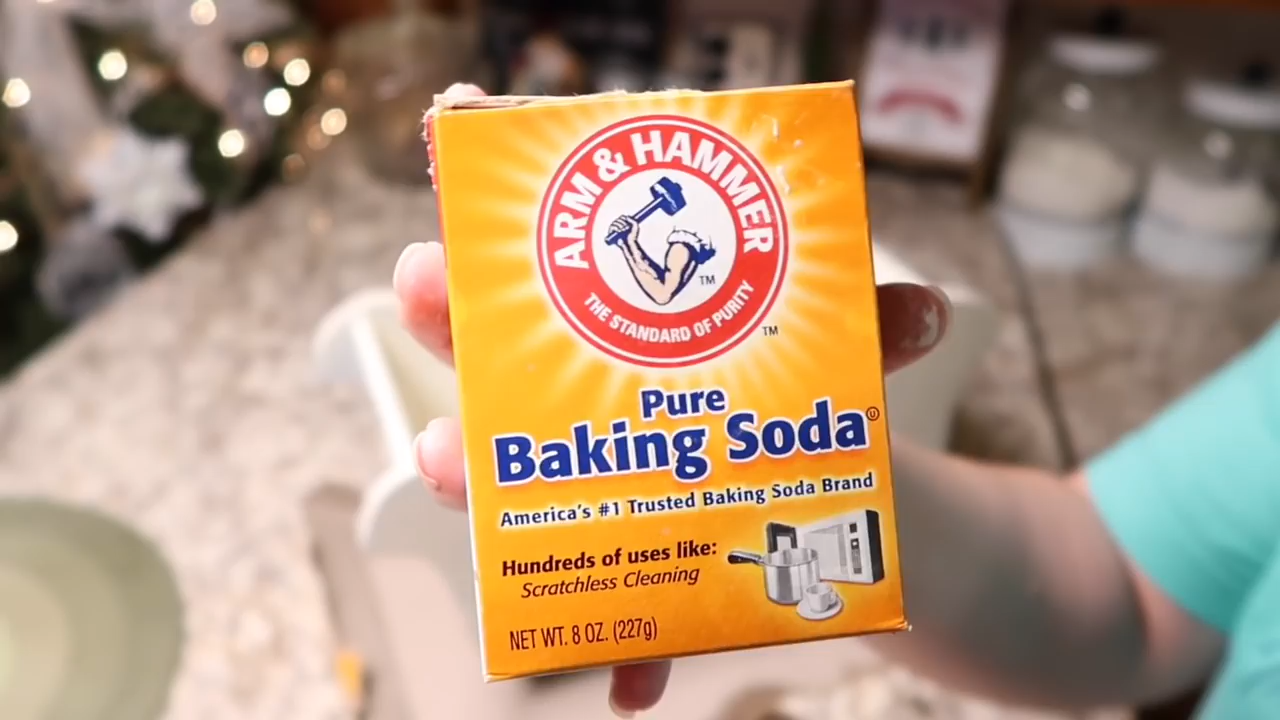 ARM & HAMMER
THE STANDARD OF PURITY
TM
TM
Pure
Baking Soda
America's #1 Trusted Baking Soda Brand
Hundreds of uses like:
Scratchless Cleaning
NET WT. 8 OZ. (227g)